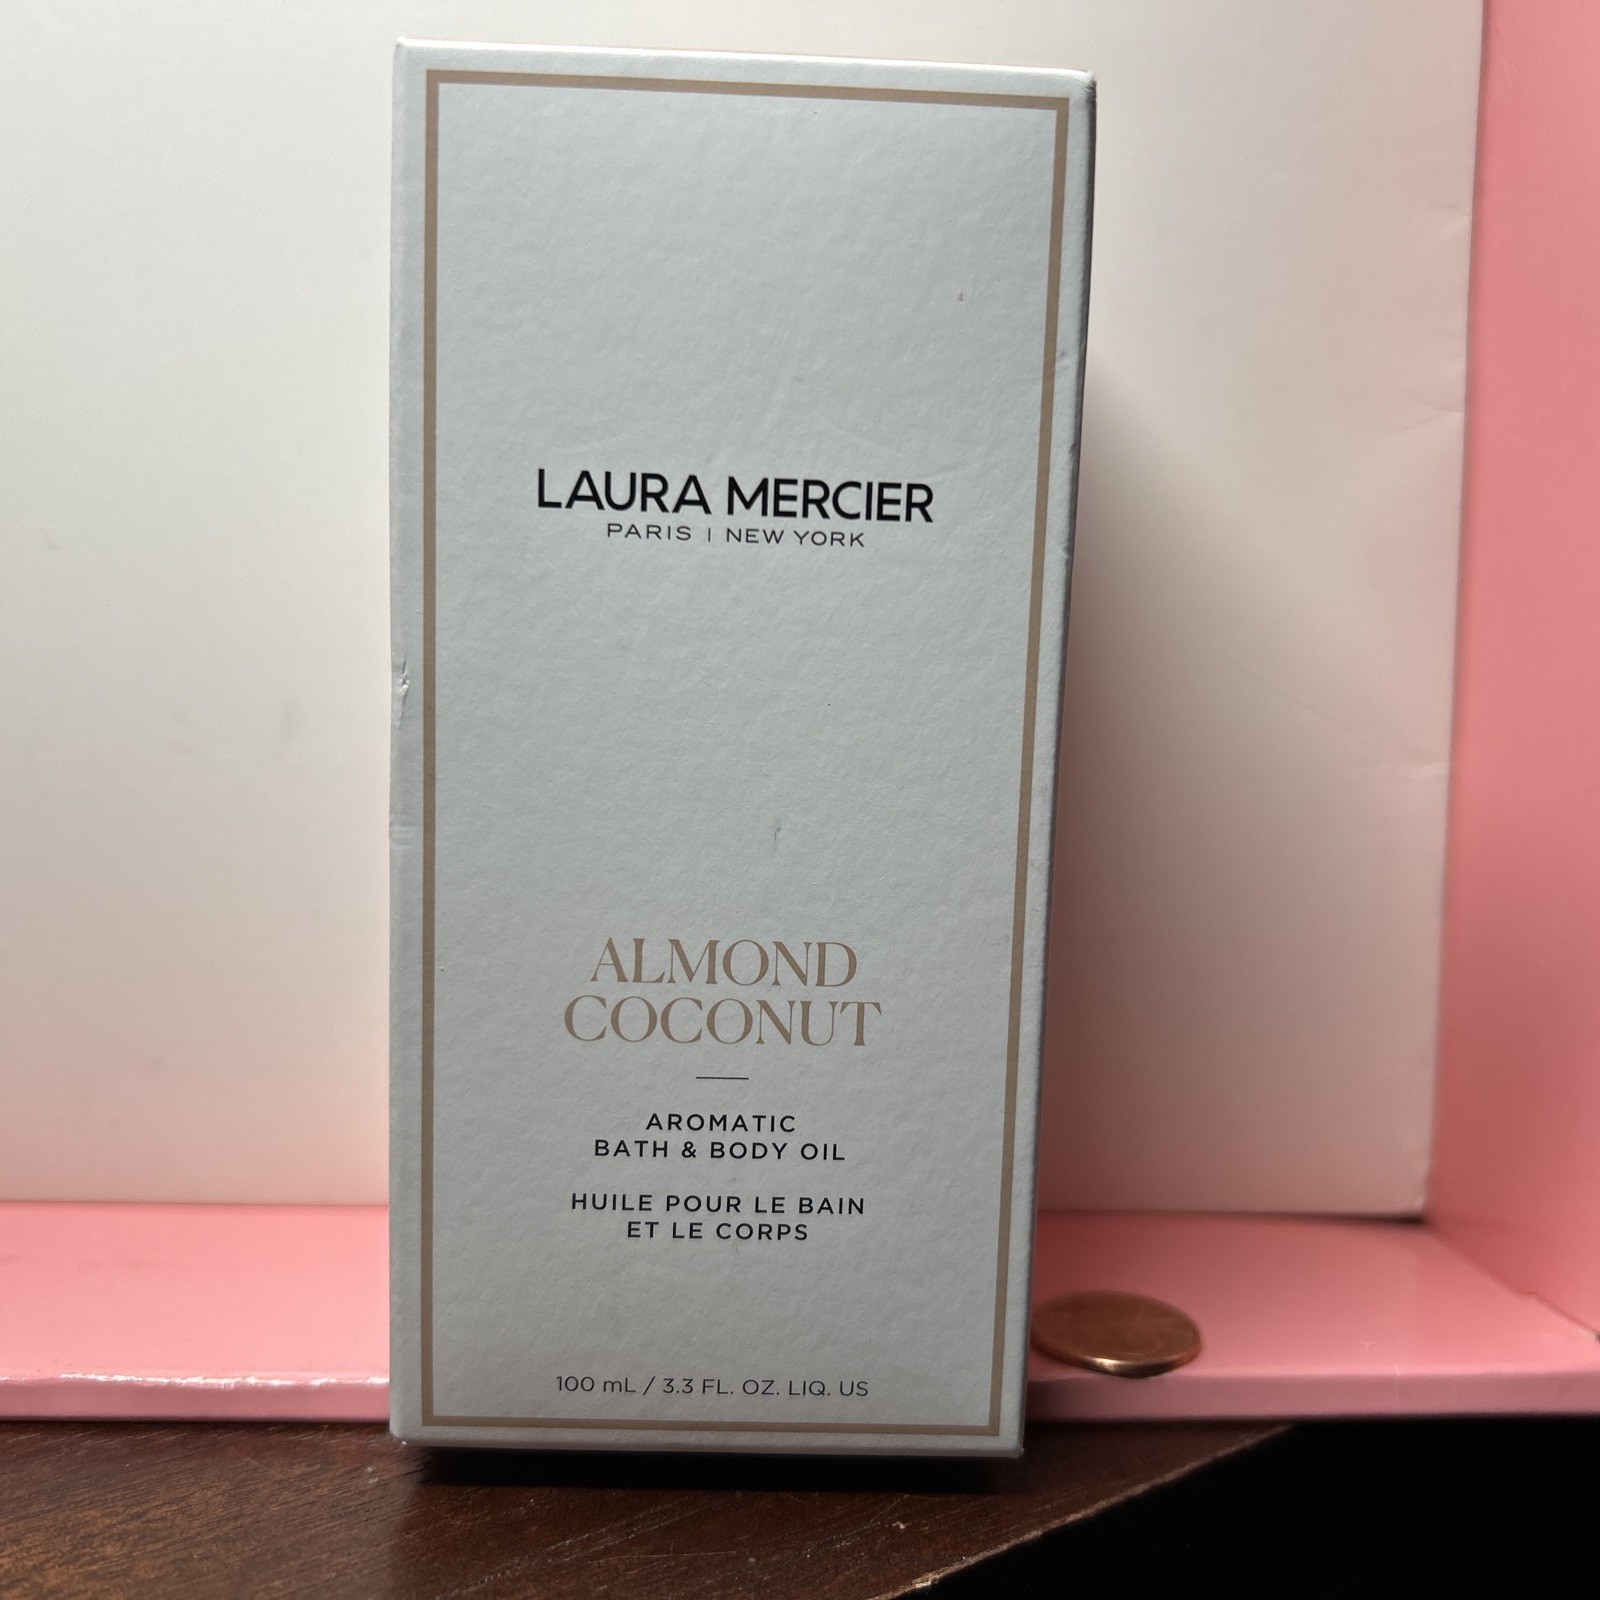 LAURA MERCIER
PARIS | NEW YORK
ALMOND
COCONUT
AROMATIC
BATH & BODY OIL
HUILE POUR LE BAIN
ET LE CORPS
100 mL / 3.3 FL. OZ. LIQ. US